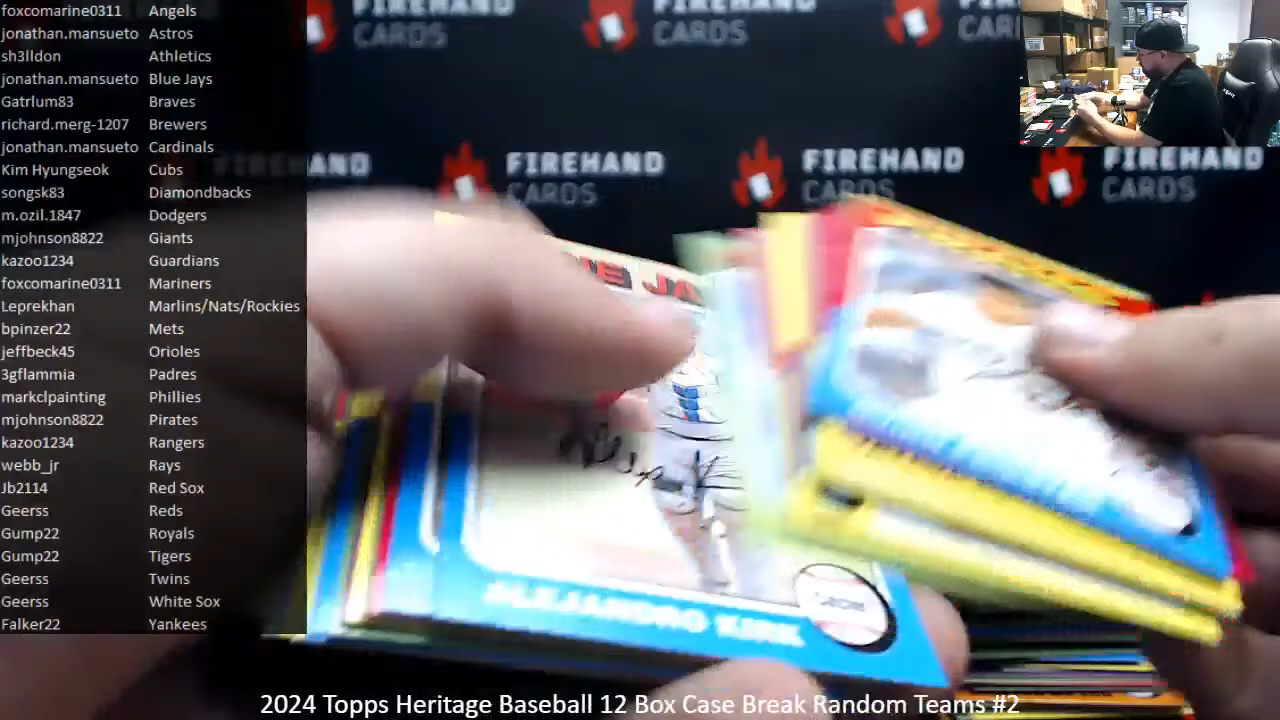 foxcomarine0311 Angels
jonathan.mansueto Astros
sh3lldon Athletics
jonathan.mansueto Blue Jays
Gatrlum83 Braves
richard.merg-1207 Brewers
jonathan.mansueto Cardinals
Kim Hyungseok Cubs
songsk83 Diamondbacks
m.ozil.1847 Dodgers
mjohnson8822 Giants
kazoo1234 Guardians
foxcomarine0311 Mariners
Leprekhan Marlins/Nats/Rockies
bpinzer22 Mets
jeffbeck45 Orioles
3gflammia Padres
markclpainting Phillies
mjohnson8822 Pirates
kazoo1234 Rangers
webb_jr Rays
Jb2114 Red Sox
Geerss Reds
Gump22 Royals
Gump22 Tigers
Geerss Twins
Geerss White Sox
Falker22 Yankees
FIREHAND
CARDS
FIREHAND
CARDS
FIREHAND
CARDS
FIREHAND
CARDS
FIREHAND
CARDS
ALEJANDRO KIRK
2024 Topps Heritage Baseball 12 Box Case Break Random Teams #2